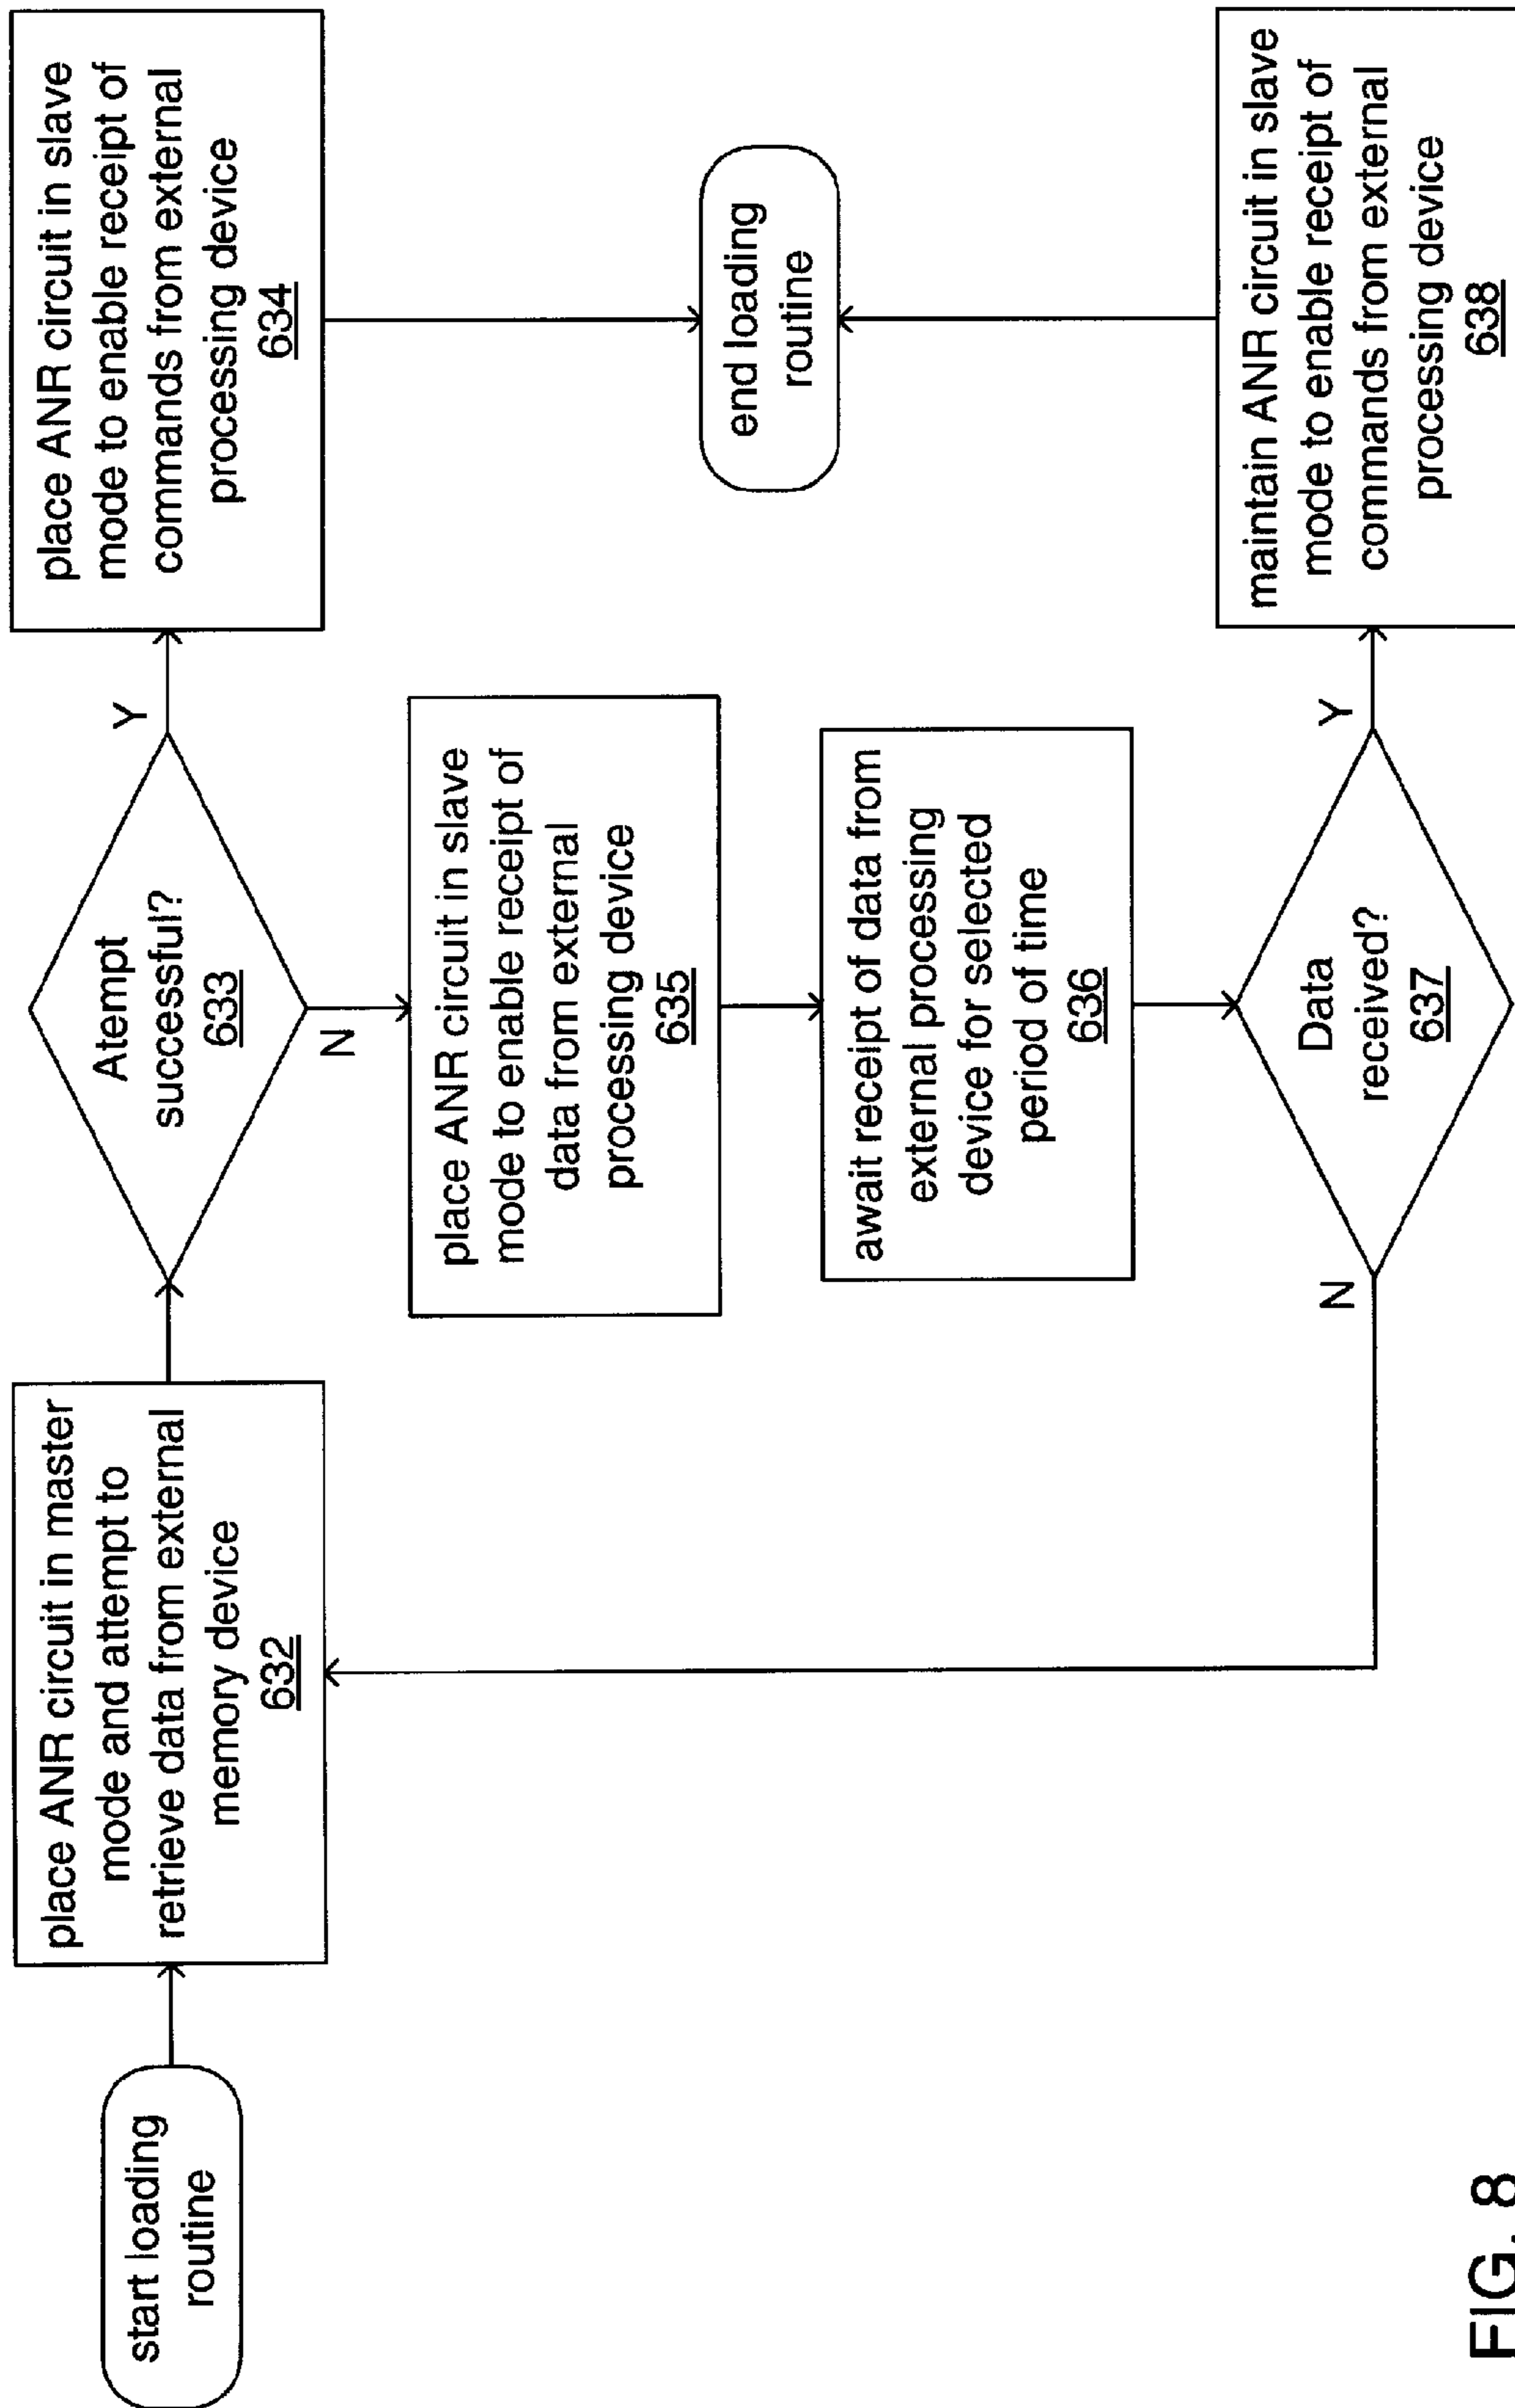 start loading
routine
place ANR circuit in master
mode and attempt to
retrieve data from external
memory device
632
Atempt
successful?
633
Y
N
place ANR circuit in slave
mode to enable receipt of
commands from external
processing device
634
place ANR circuit in slave
mode to enable receipt of
data from external
processing device
635
await receipt of data from
external processing
device for selected
period of time
636
Data
received?
637
N
Y
maintain ANR circuit in slave
mode to enable receipt of
commands from external
processing device
638
end loading
routine
FIG. 8